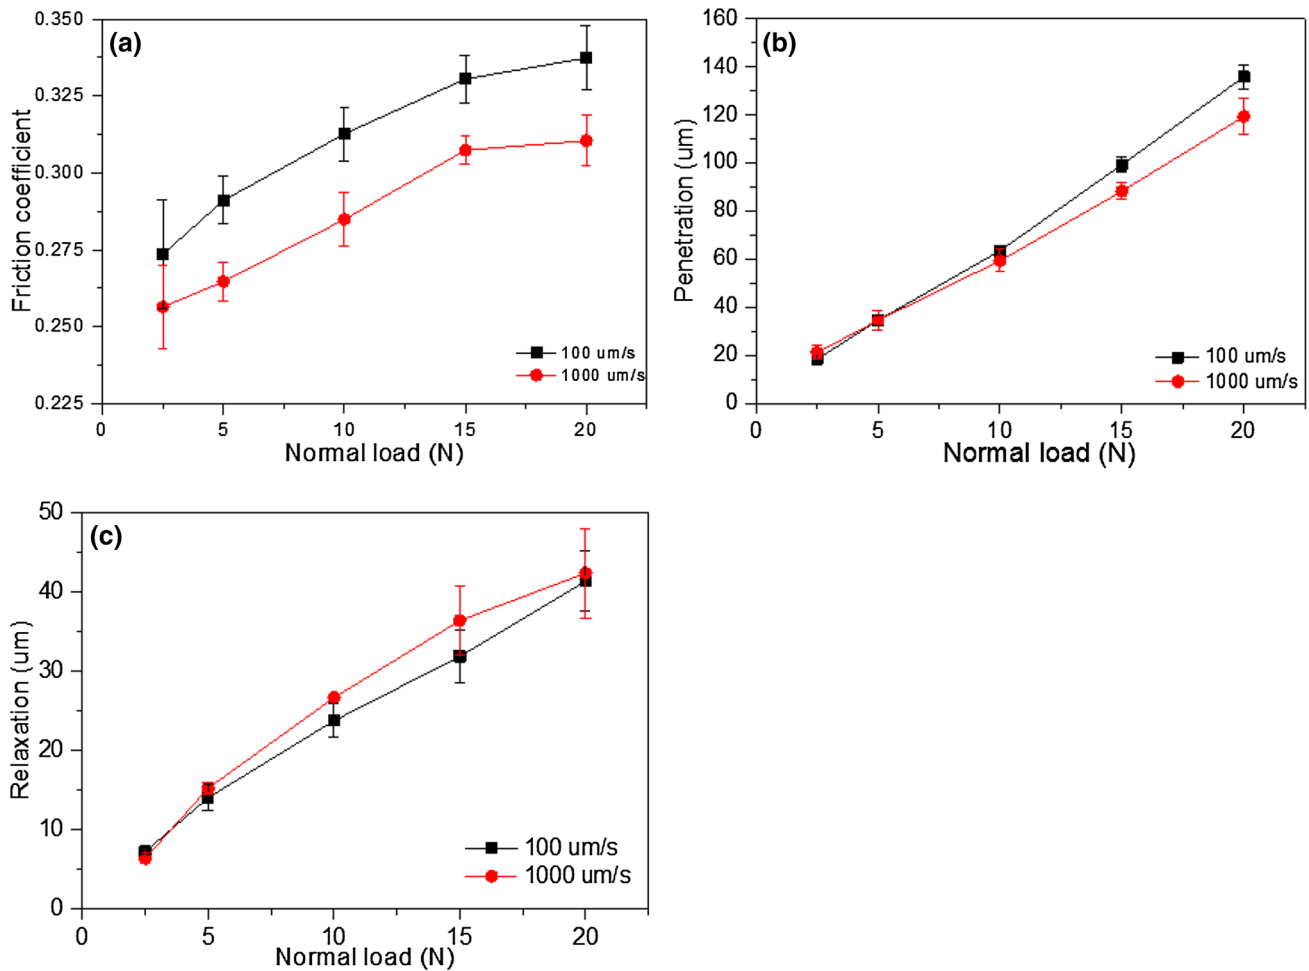 (a)
Friction coefficient
0.350
0.325
0.300
0.275
0.250
0.225
0 5 10 15 20
Normal load (N)
100 um/s
1000 um/s
(b)
Penetration (um)
160
140
120
100
80
60
40
20
0
0 5 10 15 20
Normal load (N)
100 um/s
1000 um/s
(c)
Relaxation (um)
50
40
30
20
10
0
0 5 10 15 20
Normal load (N)
100 um/s
1000 um/s